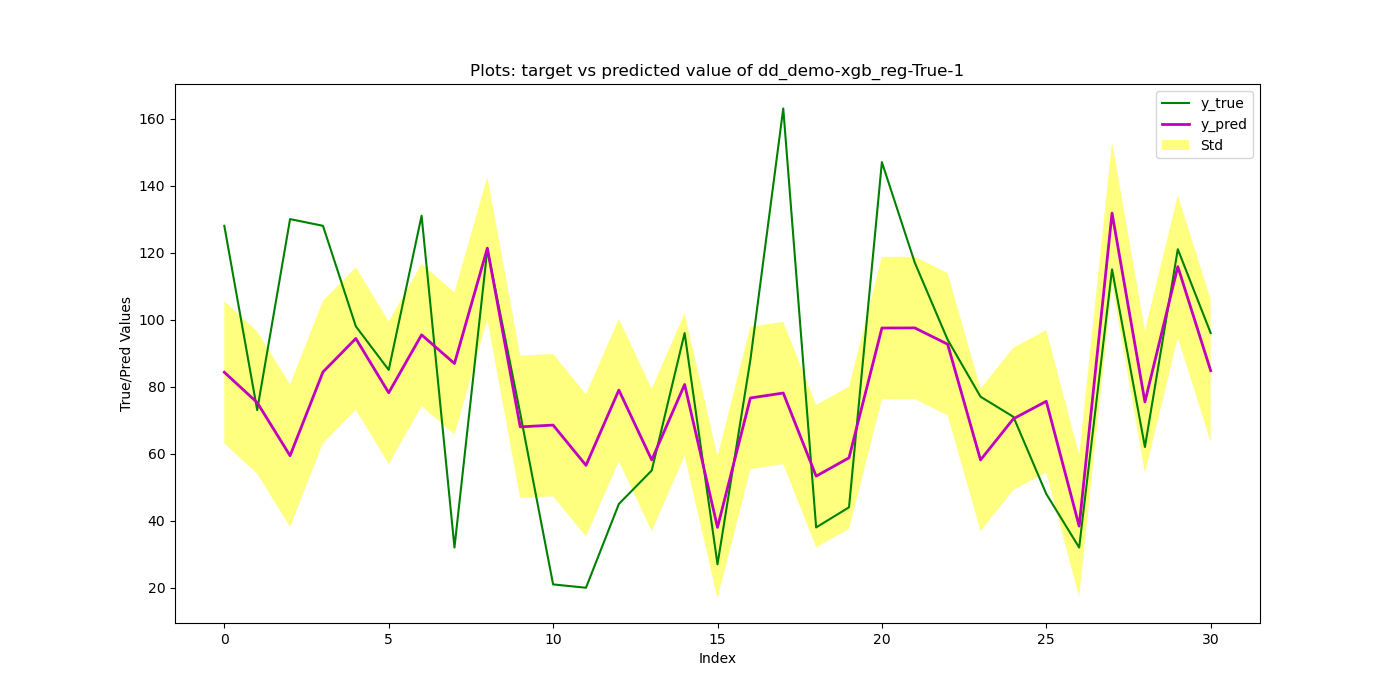 Plots: target vs predicted value of dd_demo-xgb_reg-True-1
y_true
y_pred
Std
160
140
120
100
80
60
40
20
True/Pred Values
0 5 10 15 20 25 30
Index